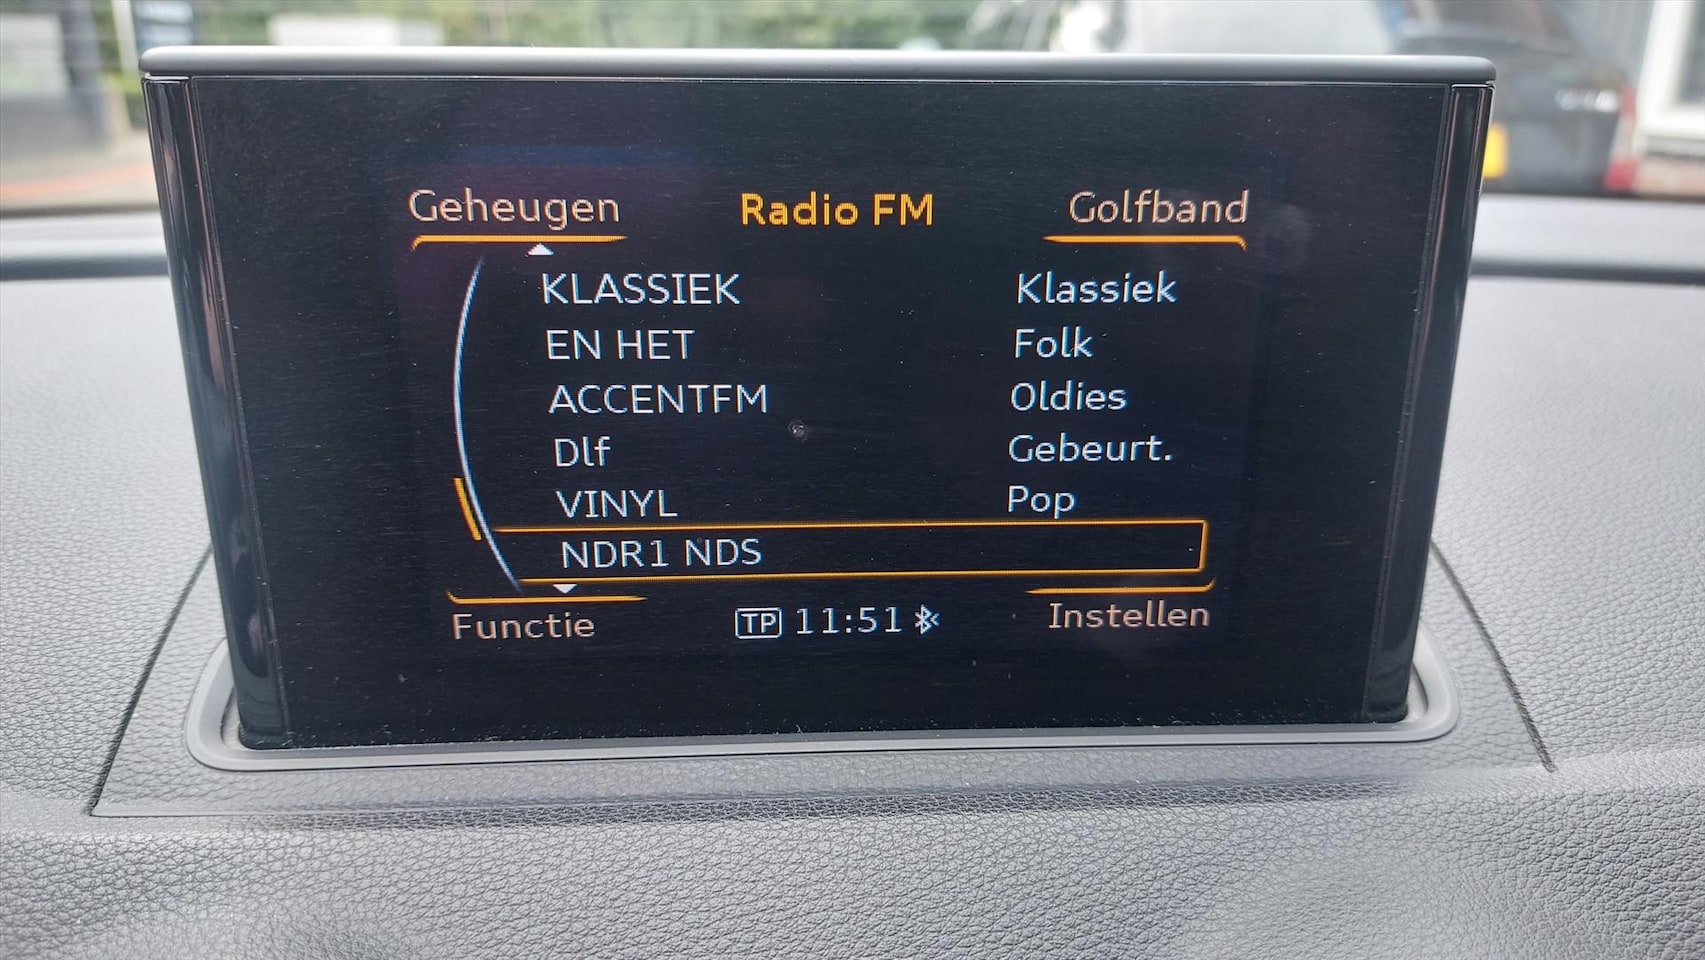 Geheugen Radio FM Golfband
KLASSIEK Klassiek
EN HET Folk
ACCENTFM Oldies
Dlf Gebeurt.
VINYL Pop
NDR1 NDS
Functie TP 11:51 Instellen